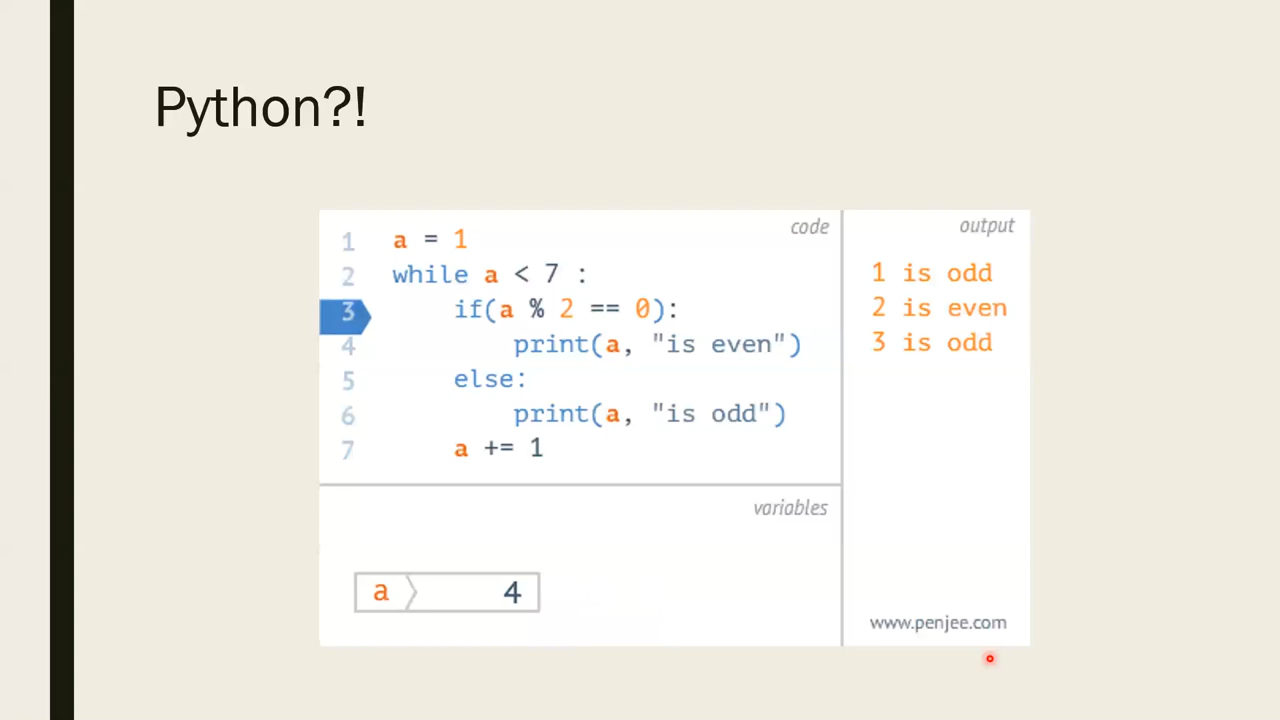 Python?!
code
1 a = 1
2 while a < 7 :
3 if(a % 2 == 0):
4 print(a, "is even")
5 else:
6 print(a, "is odd")
7 a += 1
output
1 is odd
2 is even
3 is odd
variables
a 4
www.penjee.com